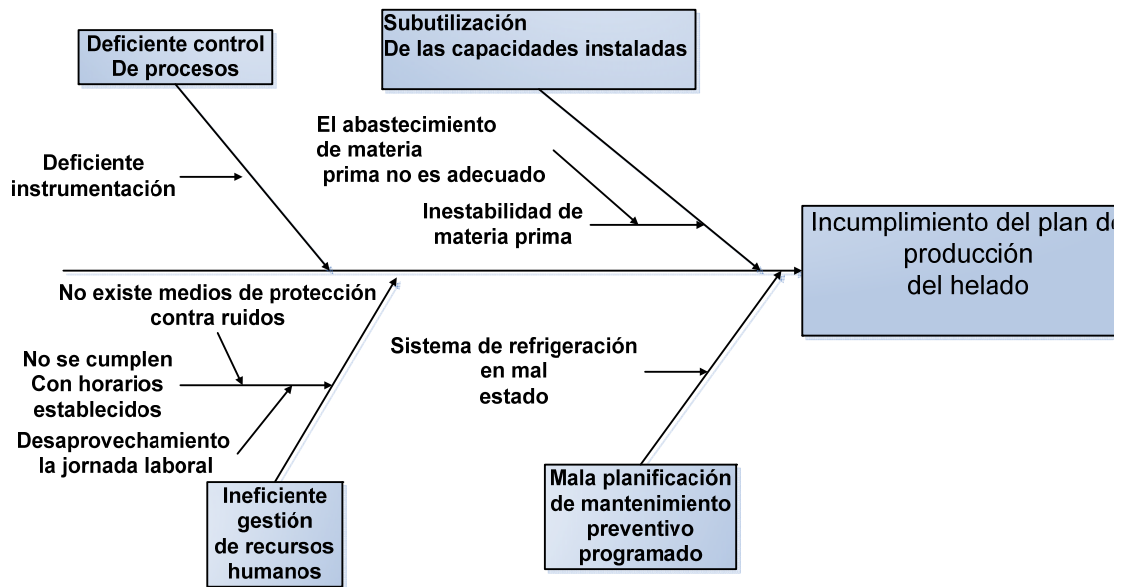 Deficiente control
De procesos
Subutilización
De las capacidades instaladas
El abastecimiento
de materia
prima no es adecuado
Deficiente
instrumentación
Inestabilidad de
materia prima
Incumplimiento del plan de
producción
del helado
No existe medios de protección
contra ruidos
No se cumplen
Con horarios
establecidos
Desaprovechamiento
la jornada laboral
Sistema de refrigeración
en mal
estado
Ineficiente
gestión
de recursos
humanos
Mala planificación
de mantenimiento
preventivo
programado